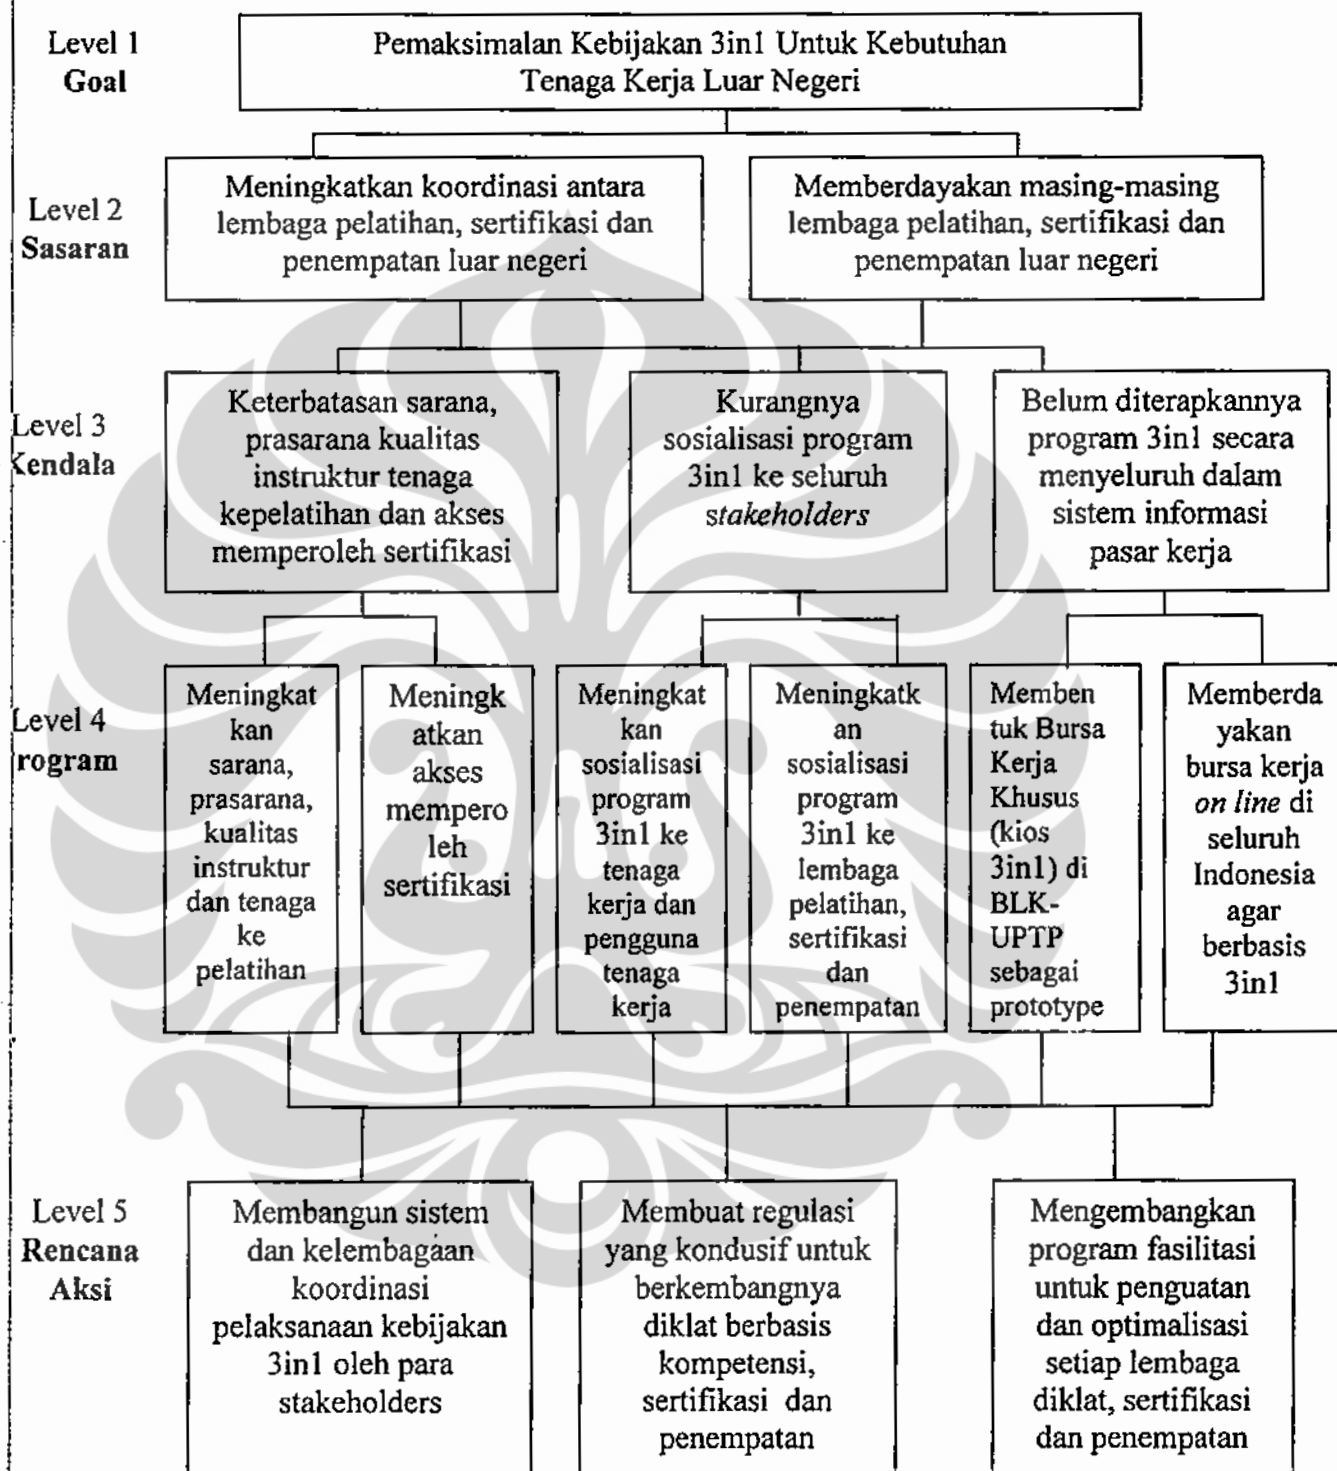 Level 1
Goal
Pemaksimalan Kebijakan 3in1 Untuk Kebutuhan
Tenaga Kerja Luar Negeri
Level 2
Sasaran
Meningkatkan koordinasi antara
lembaga pelatihan, sertifikasi dan
penempatan luar negeri
Memberdayakan masing-masing
lembaga pelatihan, sertifikasi dan
penempatan luar negeri
Level 3
Kendala
Keterbatasan sarana,
prasarana kualitas
instruktur tenaga
kepelatihan dan akses
memperoleh sertifikasi
Kurangnya
sosialisasi program
3in1 ke seluruh
stakeholders
Belum diterapkannya
program 3in1 secara
menyeluruh dalam
sistem informasi
pasar kerja
Level 4
rogram
Meningkat
kan
sarana,
prasarana,
kualitas
instruktur
dan tenaga
ke
pelatihan
Meningk
atkan
akses
mempero
leh
sertifikasi
Meningkat
kan
sosialisasi
program
3in1 ke
tenaga
kerja dan
pengguna
tenaga
kerja
Meningkatk
an
sosialisasi
program
3in1 ke
lembaga
pelatihan,
sertifikasi
dan
penempatan
Memben
tuk Bursa
Kerja
Khusus
(kios
3in1) di
BLK-
UPTP
sebagai
prototype
Memberda
yakan
bursa kerja
on line di
seluruh
Indonesia
agar
berbasis
3in1
Level 5
Rencana
Aksi
Membangun sistem
dan kelembagaan
koordinasi
pelaksanaan kebijakan
3in1 oleh para
stakeholders
Membuat regulasi
yang kondusif untuk
berkembangnya
diklat berbasis
kompetensi,
sertifikasi dan
penempatan
Mengembangkan
program fasilitasi
untuk penguatan
dan optimalisasi
setiap lembaga
diklat, sertifikasi
dan penempatan